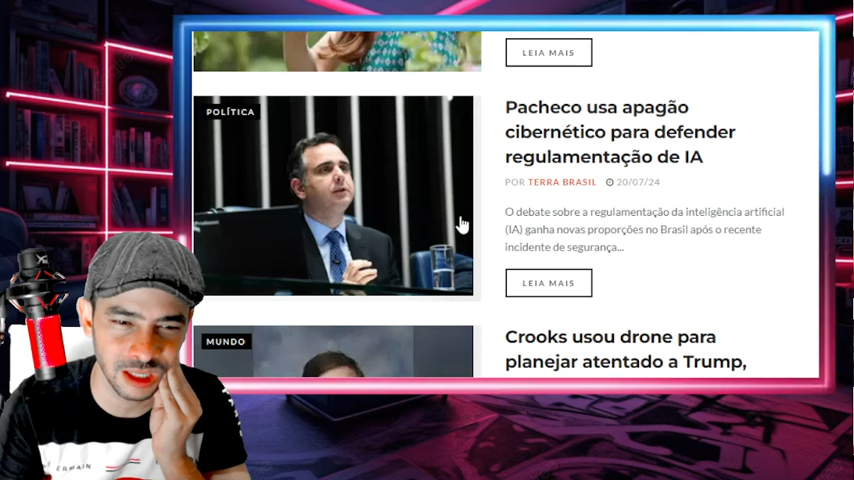 LEIA MAIS
POLÍTICA
Pacheco usa apagão
cibernético para defender
regulamentação de IA
POR TERRA BRASIL 20/07/24
O debate sobre a regulamentação da inteligência artificial
(IA) ganha novas proporções no Brasil após o recente
incidente de segurança...
LEIA MAIS
MUNDO
Crooks usou drone para
planejar atentado a Trump,
ERMAIN